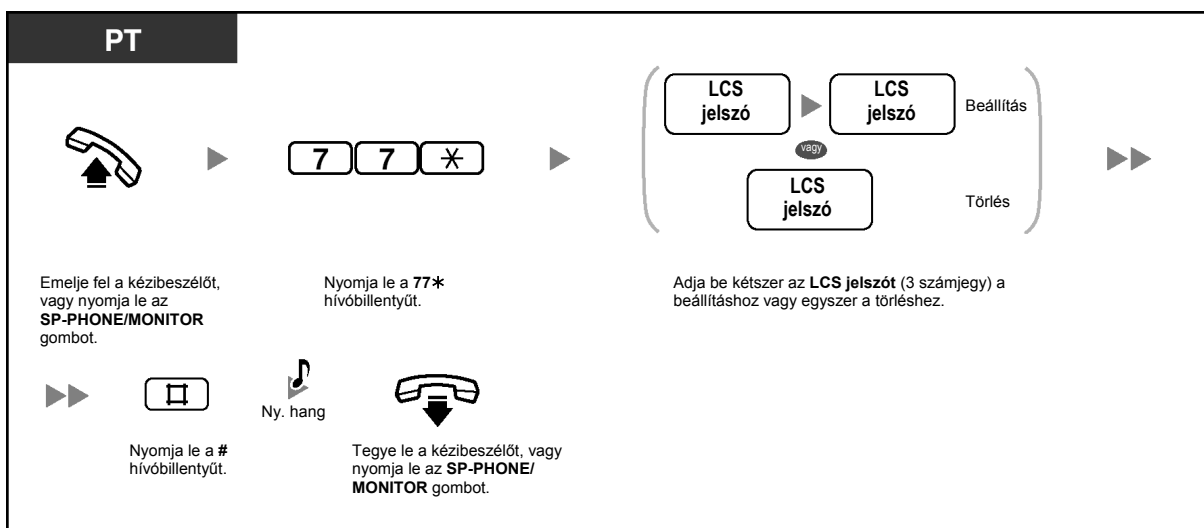 PT
7 7 *
LCS
jelszó
LCS
jelszó
Beállítás
vagy
LCS
jelszó
Törlés
Emelje fel a kézibeszélőt,
vagy nyomja le az
SP-PHONE/MONITOR
gombot.
Nyomja le a 77*
hívóbillentyűt.
Adja be kétszer az LCS jelszót (3 számjegy) a
beállításhoz vagy egyszer a törléshez.
#
Ny. hang
Nyomja le a #
hívóbillentyűt.
Tegye le a kézibeszélőt, vagy
nyomja le az SP-PHONE/
MONITOR gombot.